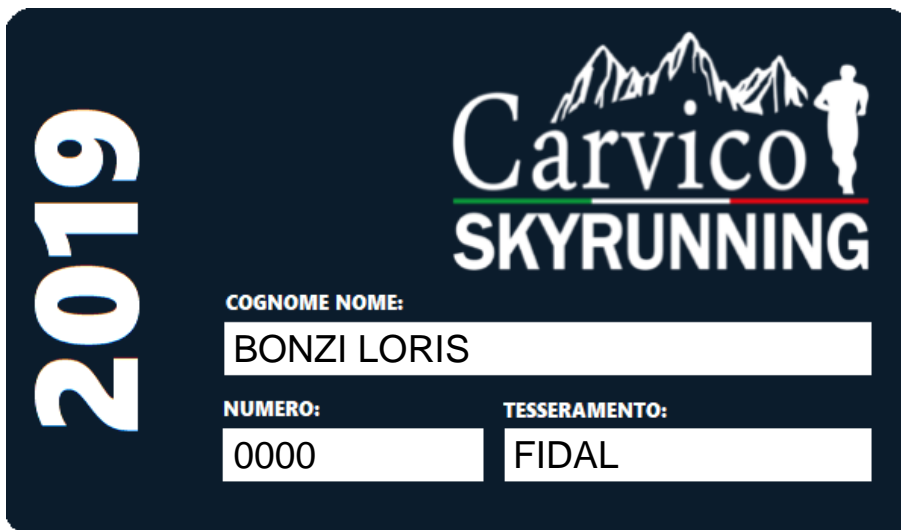 2019
Carvico
SKYRUNNING
COGNOME NOME:
BONZI LORIS
NUMERO:
TESSERAMENTO:
0000
FIDAL